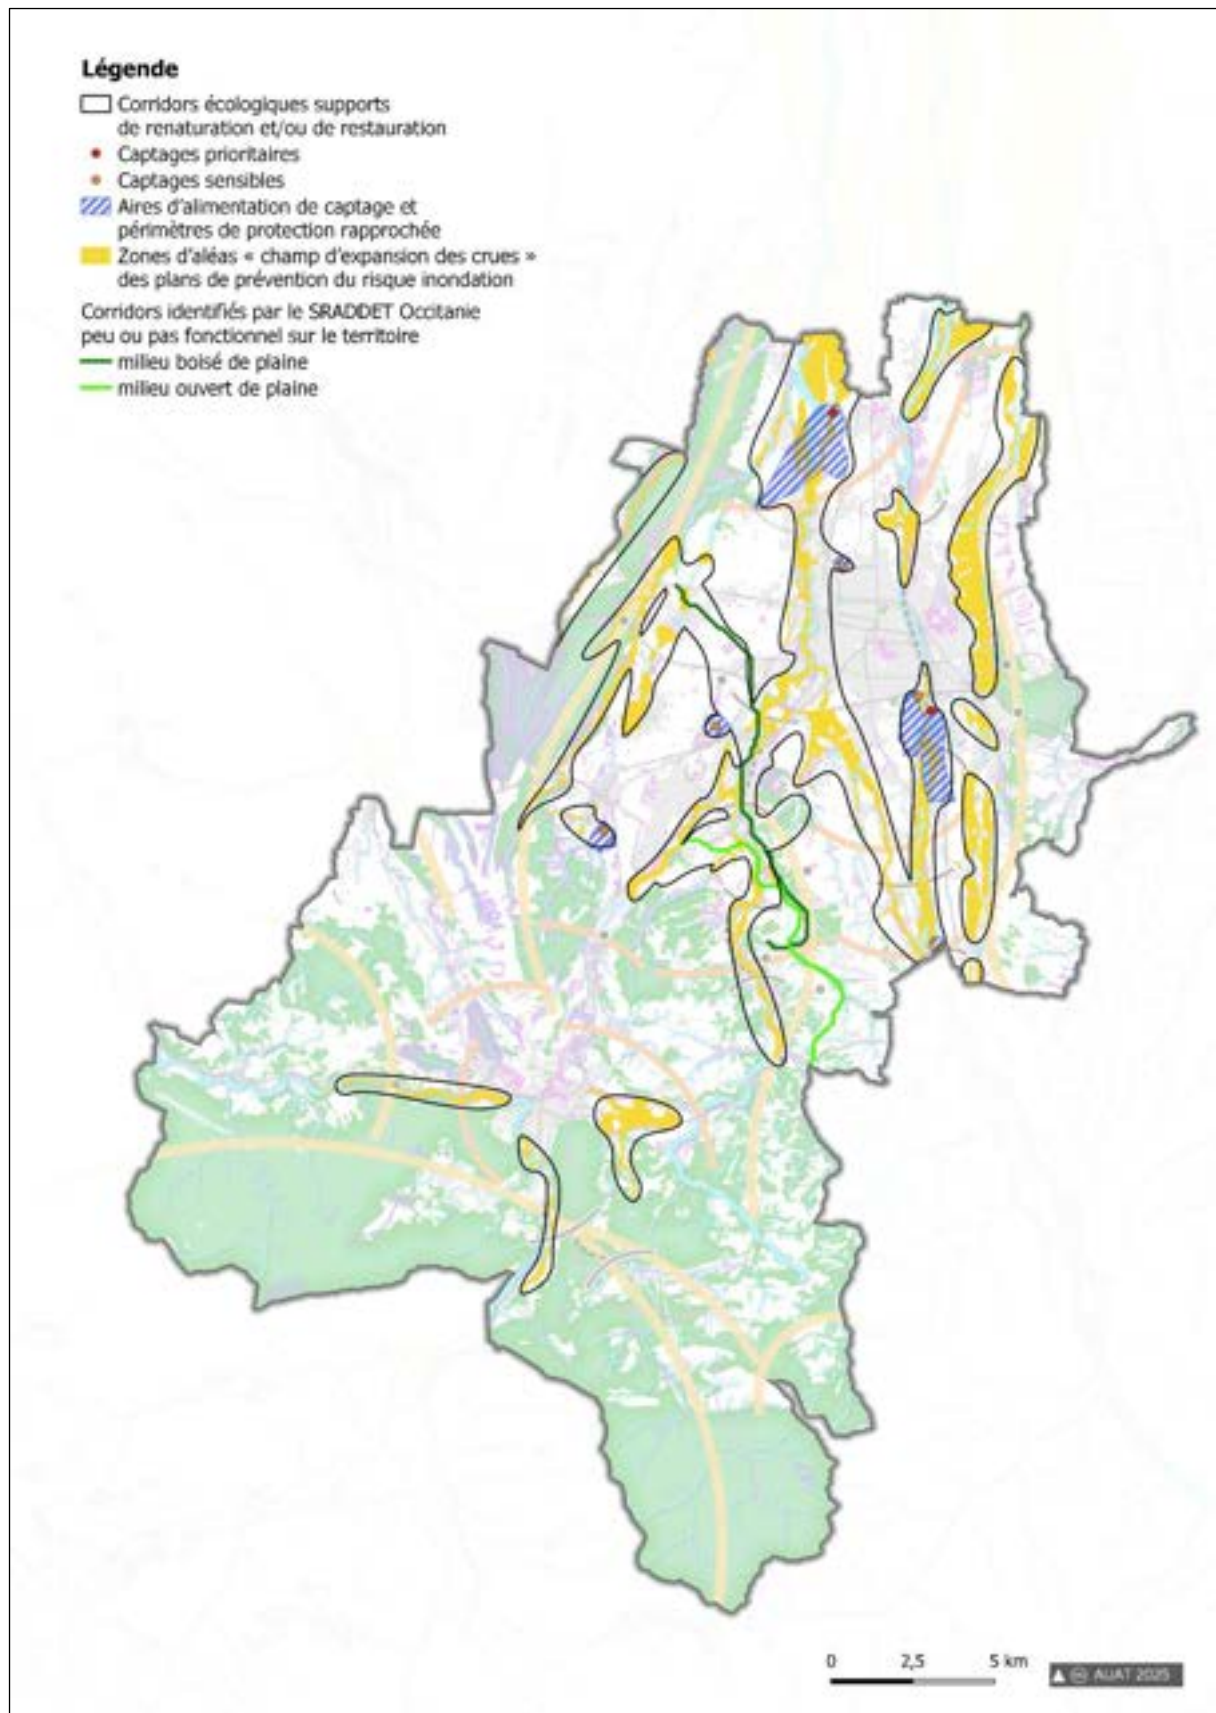 Légende
Corridors écologiques supports
de renaturation et/ou de restauration
Captages prioritaires
Captages sensibles
Aires d'alimentation de captage et
périmètres de protection rapprochée
Zones d'aléas « champ d'expansion des crues »
des plans de prévention du risque inondation
Corridors identifiés par le SRADDET Occitanie
peu ou pas fonctionnel sur le territoire
milieu boisé de plaine
milieu ouvert de plaine
0 2,5 5 km
AUAT 2025